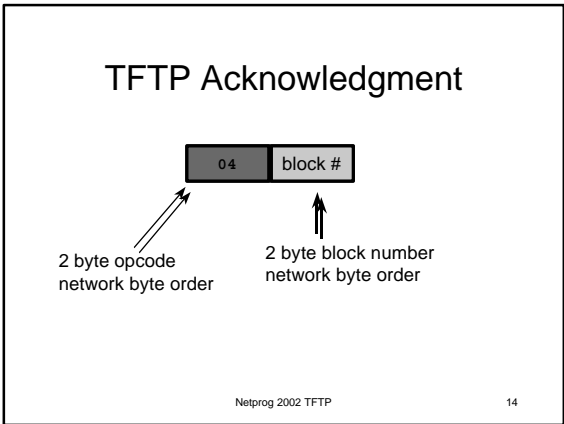 TFTP Acknowledgment
04 block #
2 byte opcode
network byte order
2 byte block number
network byte order
Netprog 2002 TFTP 14